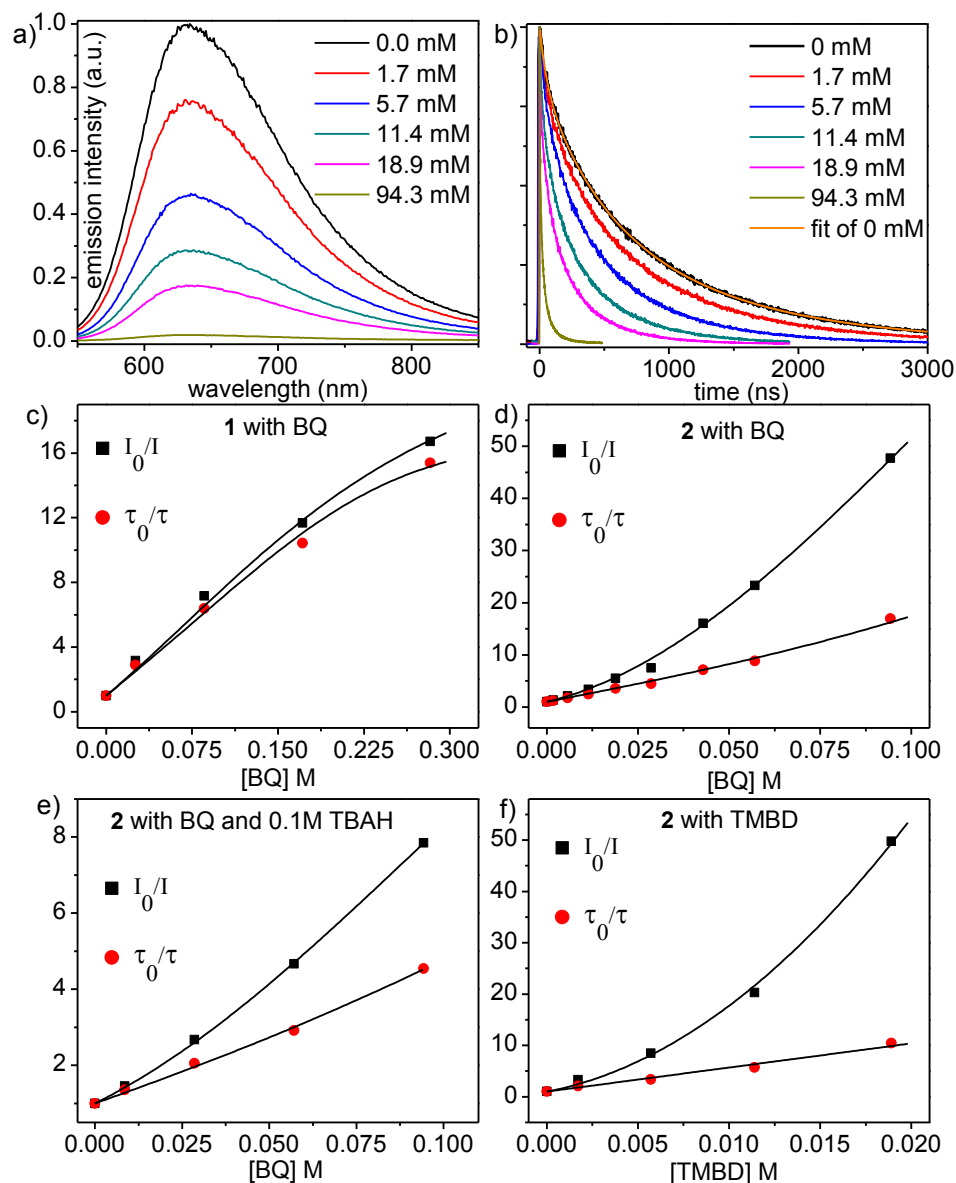 a)
emission intensity (a.u.)
1.0
0.8
0.6
0.4
0.2
0.0
600 700 800
wavelength (nm)
0.0 mM
1.7 mM
5.7 mM
11.4 mM
18.9 mM
94.3 mM
b)
0 mM
1.7 mM
5.7 mM
11.4 mM
18.9 mM
94.3 mM
fit of 0 mM
0 1000 2000 3000
time (ns)
c)
1 with BQ
I0/I
τ0/τ
16
12
8
4
0
0.000 0.075 0.150 0.225 0.300
[BQ] M
d)
2 with BQ
I0/I
τ0/τ
50
40
30
20
10
0
0.000 0.025 0.050 0.075 0.100
[BQ] M
e)
2 with BQ and 0.1M TBAH
I0/I
τ0/τ
8
6
4
2
0.000 0.025 0.050 0.075 0.100
[BQ] M
f)
2 with TMBD
I0/I
τ0/τ
50
40
30
20
10
0
0.000 0.005 0.010 0.015 0.020
[TMBD] M